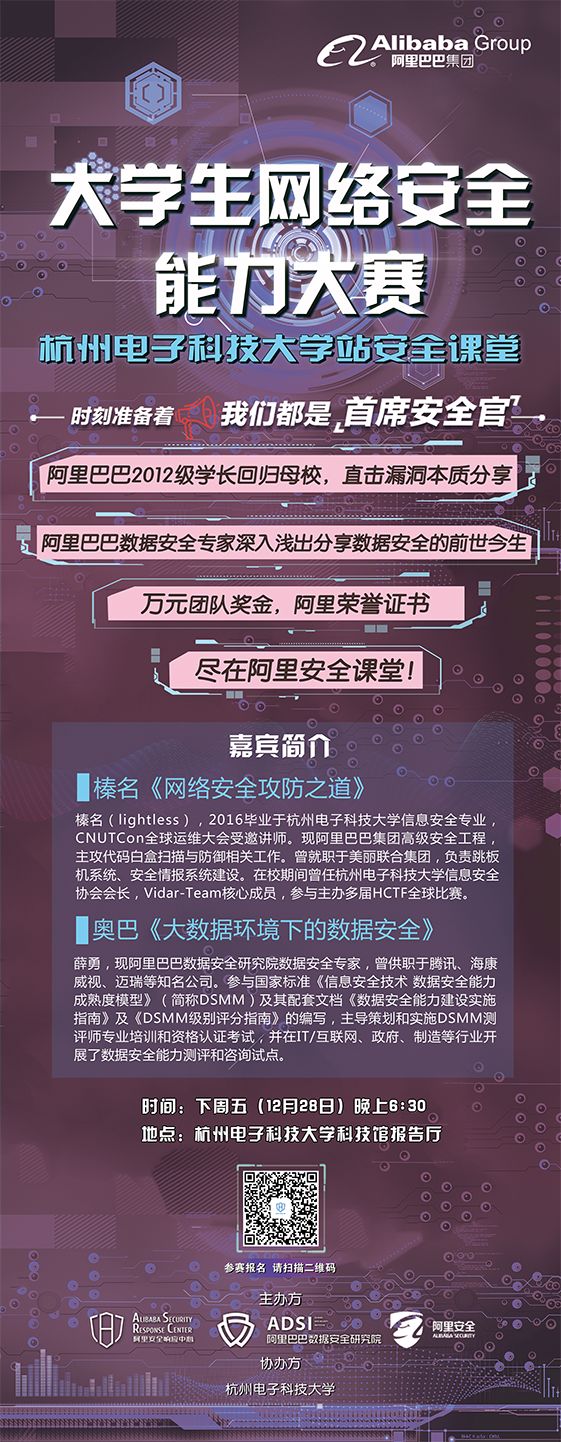 Alibaba Group
阿里巴巴集团
大学生网络安全
能力大赛
杭州电子科技大学站安全课堂
时刻准备着 我们都是「首席安全官」
阿里巴巴2012级学长回归母校，直击漏洞本质分享
阿里巴巴数据安全专家深入浅出分享数据安全的前世今生
万元团队奖金，阿里荣誉证书
尽在阿里安全课堂！
嘉宾简介
榛名《网络安全攻防之道》
榛名（lightless），2016毕业于杭州电子科技大学信息安全专业，
CNUTCon全球运维大会受邀讲师。现阿里巴巴集团高级安全工程，
主攻代码白盒扫描与防御相关工作。曾就职于美丽联合集团，负责跳板
机系统、安全情报系统建设。在校期间曾任杭州电子科技大学信息安全
协会会长，Vidar-Team核心成员，参与主办多届HCTF全球比赛。
奥巴《大数据环境下的数据安全》
薛勇，现阿里巴巴数据安全研究院数据安全专家，曾供职于腾讯、海康
威视、迈瑞等知名公司。参与国家标准《信息安全技术 数据安全能力
成熟度模型》（简称DSMM）及其配套文档《数据安全能力建设实施
指南》及《DSMM级别评分指南》的编写，主导策划和实施DSMM测
评师专业培训和资格认证考试，并在IT/互联网、政府、制造等行业开
展了数据安全能力测评和咨询试点。
时间：下周五（12月28日）晚上6:30
地点：杭州电子科技大学科技馆报告厅
参赛报名 请扫描二维码
主办方
ALIBABA SECURITY
RESPONSE CENTER
阿里安全响应中心
ADSI
阿里巴巴数据安全研究院
阿里安全
ALIBABA SECURITY
协办方
杭州电子科技大学